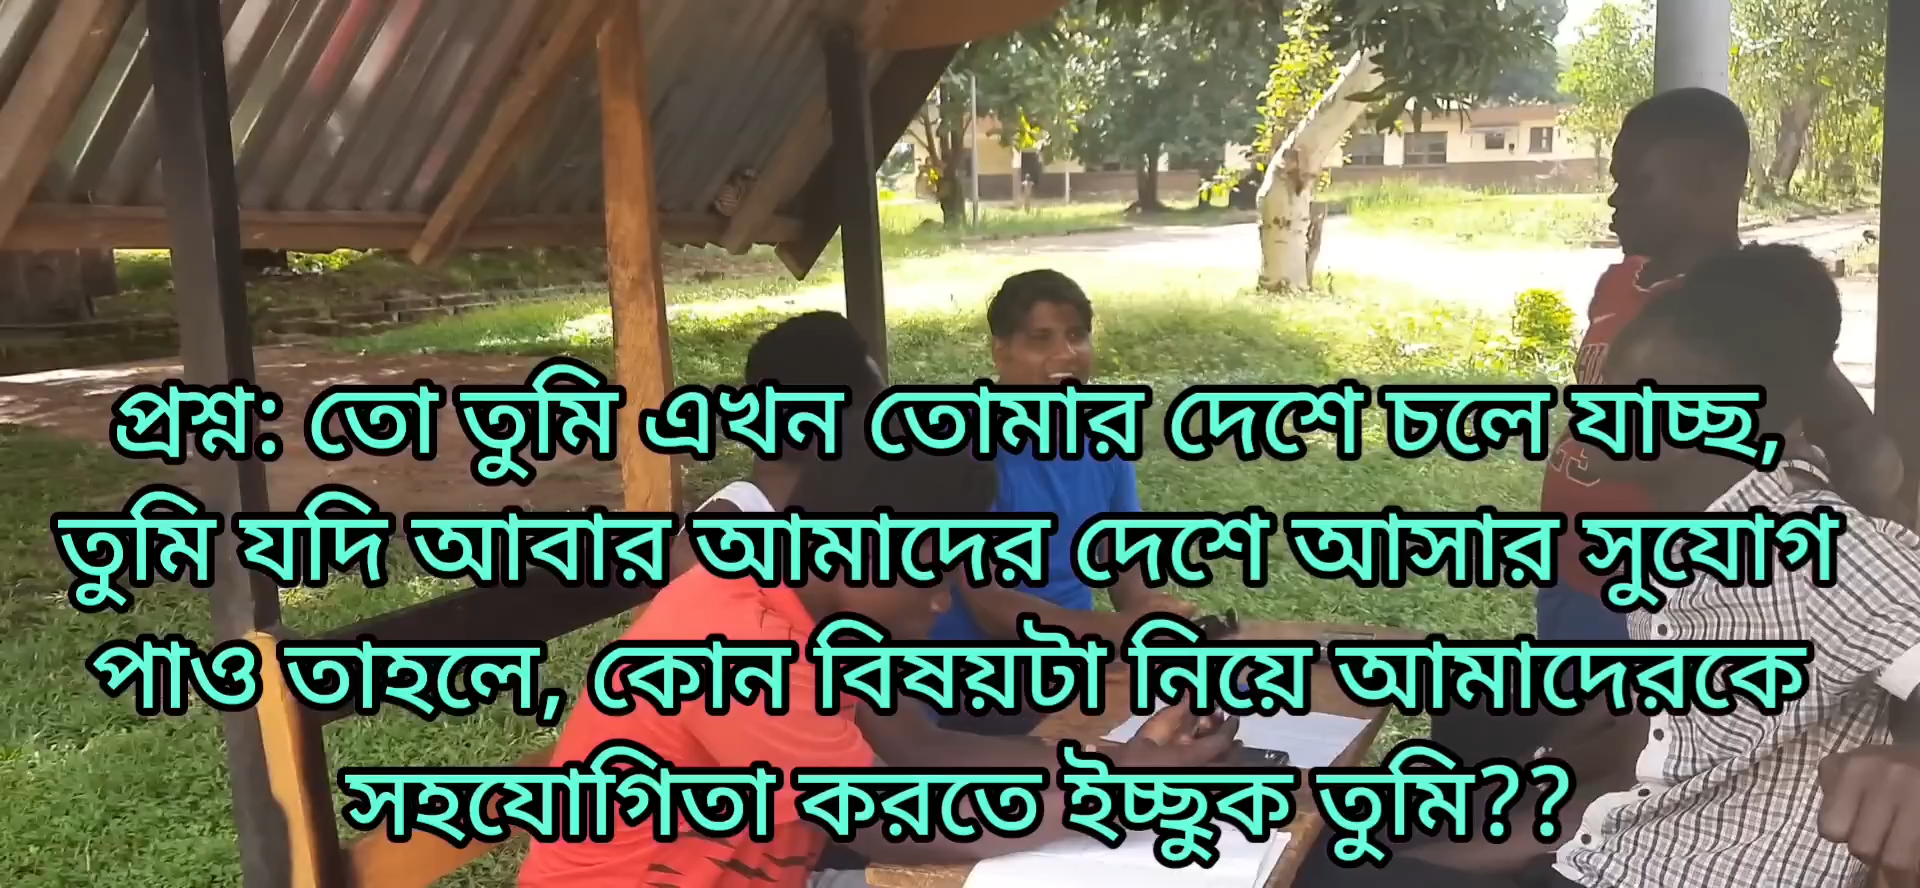 প্রশ্ন: তো তুমি এখন তোমার দেশে চলে যাচ্ছ,
তুমি যদি আবার আমাদের দেশে আসার সুযোগ
পাও তাহলে, কোন বিষয়টা নিয়ে আমাদেরকে
সহযোগিতা করতে ইচ্ছুক তুমি??